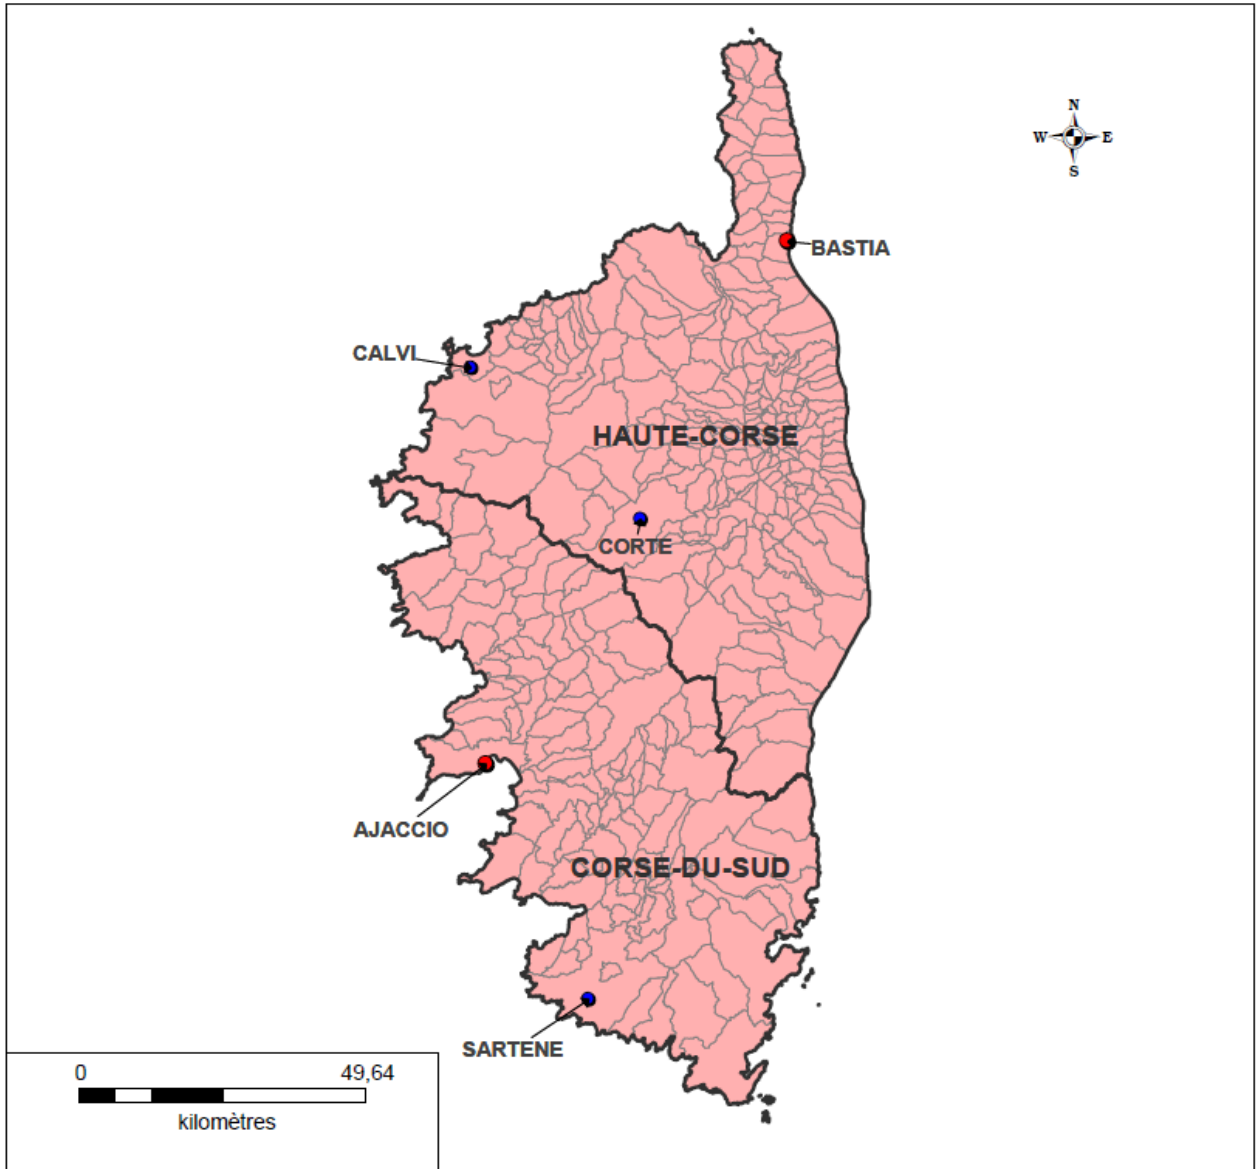 N
W E
S
BASTIA
CALVI
HAUTE-CORSE
CORTE
AJACCIO
CORSE-DU-SUD
SARTENE
0 49,64
kilomètres